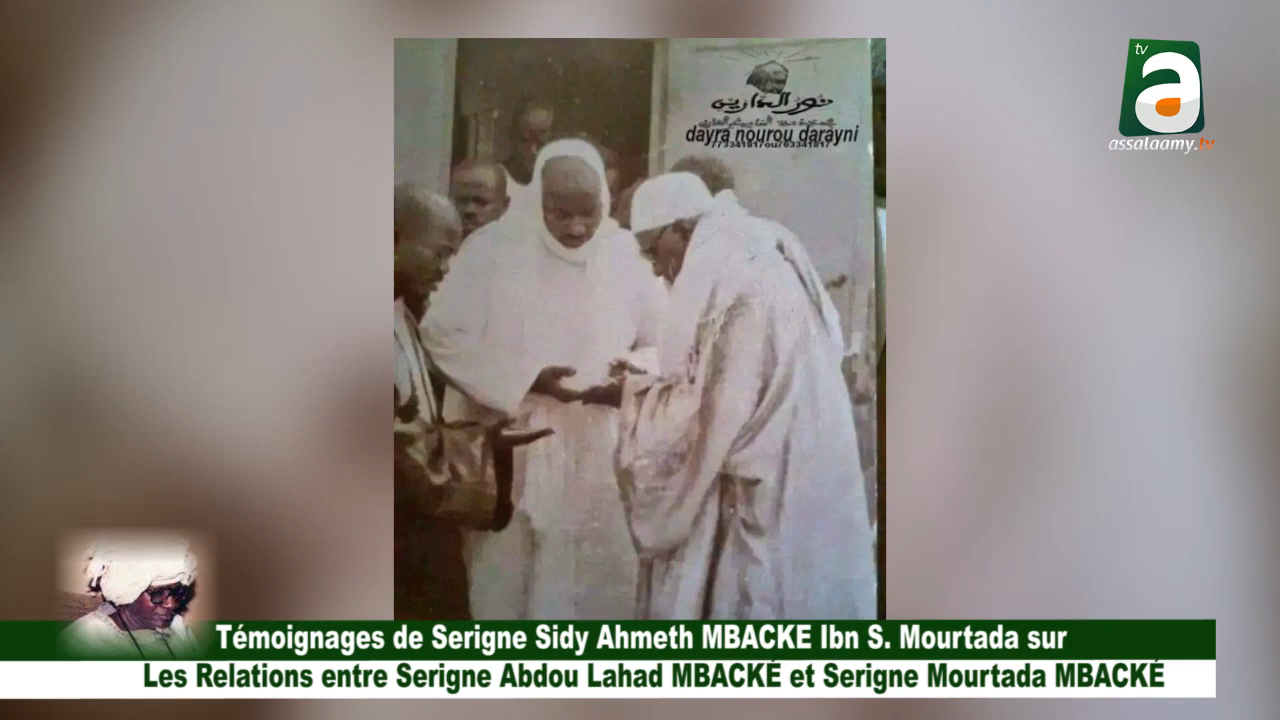 tv
a
assalaamy.tv
نور الدارين
dayra nourou darayni
Témoignages de Serigne Sidy Ahmeth MBACKE Ibn S. Mourtada sur
Les Relations entre Serigne Abdou Lahad MBACKÉ et Serigne Mourtada MBACKÉ